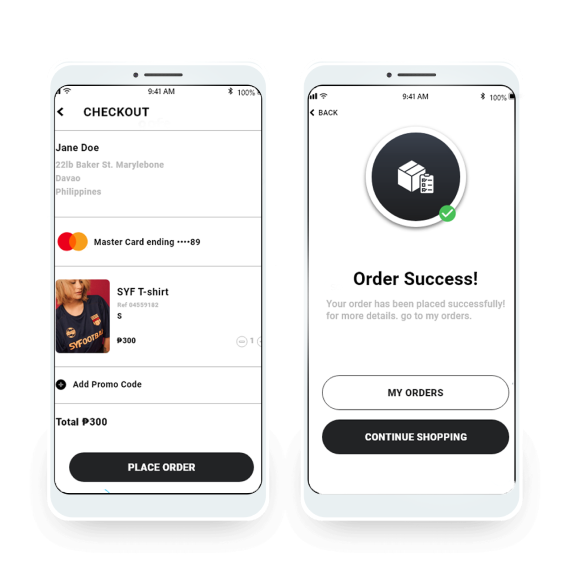 9:41 AM
100%
CHECKOUT
Jane Doe
22lb Baker St. Marylebone
Davao
Philippines
Master Card ending ••••89
SYF T-shirt
Ref 04559182
S
SYFOOTBA
₱300
1
Add Promo Code
Total ₱300
PLACE ORDER
9:41 AM
100%
BACK
Order Success!
Your order has been placed successfully!
for more details. go to my orders.
MY ORDERS
CONTINUE SHOPPING